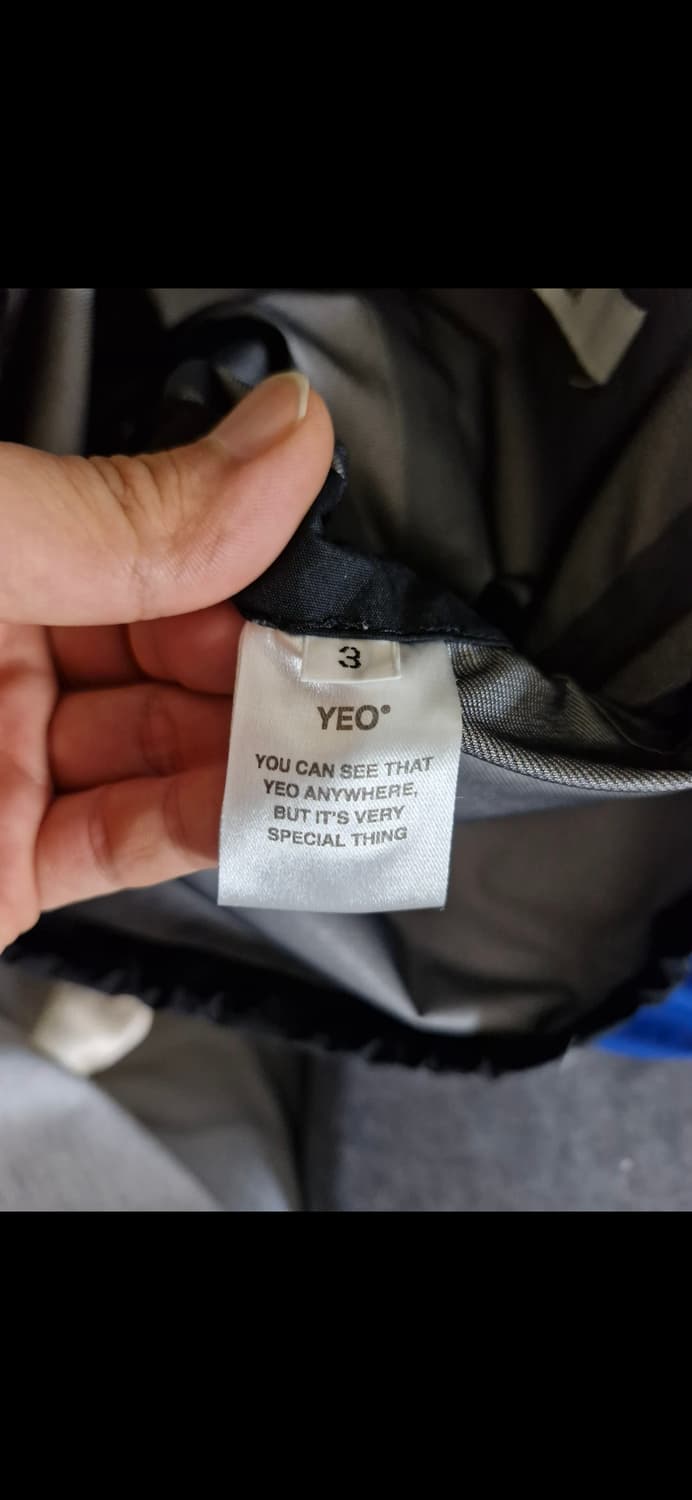 3
YEO®
YOU CAN SEE THAT
YEO ANYWHERE,
BUT IT'S VERY
SPECIAL THING